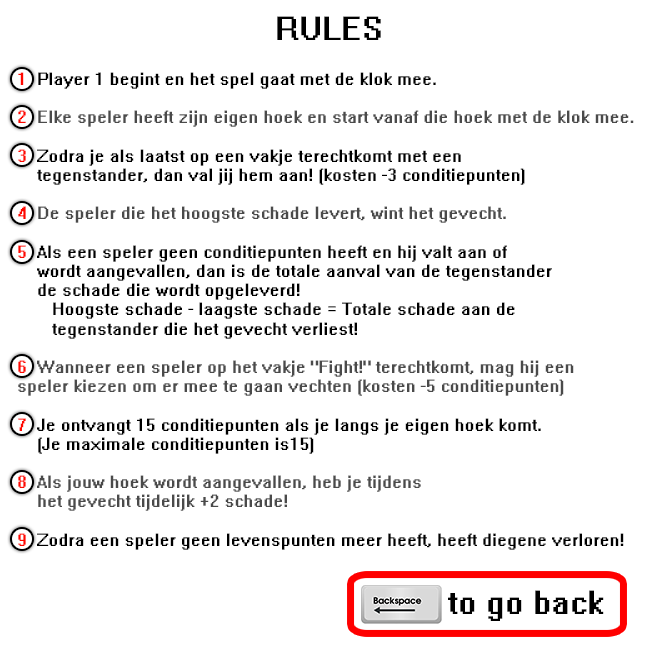 RULES
1 Player 1 begint en het spel gaat met de klok mee.
2 Elke speler heeft zijn eigen hoek en start vanaf die hoek met de klok mee.
3 Zodra je als laatst op een vakje terechtkomt met een
tegenstander, dan val jij hem aan! (kosten -3 conditiepunten)
4 De speler die het hoogste schade levert, wint het gevecht.
5 Als een speler geen conditiepunten heeft en hij valt aan of
wordt aangevallen, dan is de totale aanval van de tegenstander
de schade die wordt opgeleverd!
Hoogste schade - laagste schade = Totale schade aan de
tegenstander die het gevecht verliest!
6 Wanneer een speler op het vakje "Fight!" terechtkomt, mag hij een
speler kiezen om er mee te gaan vechten (kosten -5 conditiepunten)
7 Je ontvangt 15 conditiepunten als je langs je eigen hoek komt.
(Je maximale conditiepunten is15)
8 Als jouw hoek wordt aangevallen, heb je tijdens
het gevecht tijdelijk +2 schade!
9 Zodra een speler geen levenspunten meer heeft, heeft diegene verloren!
Backspace to go back